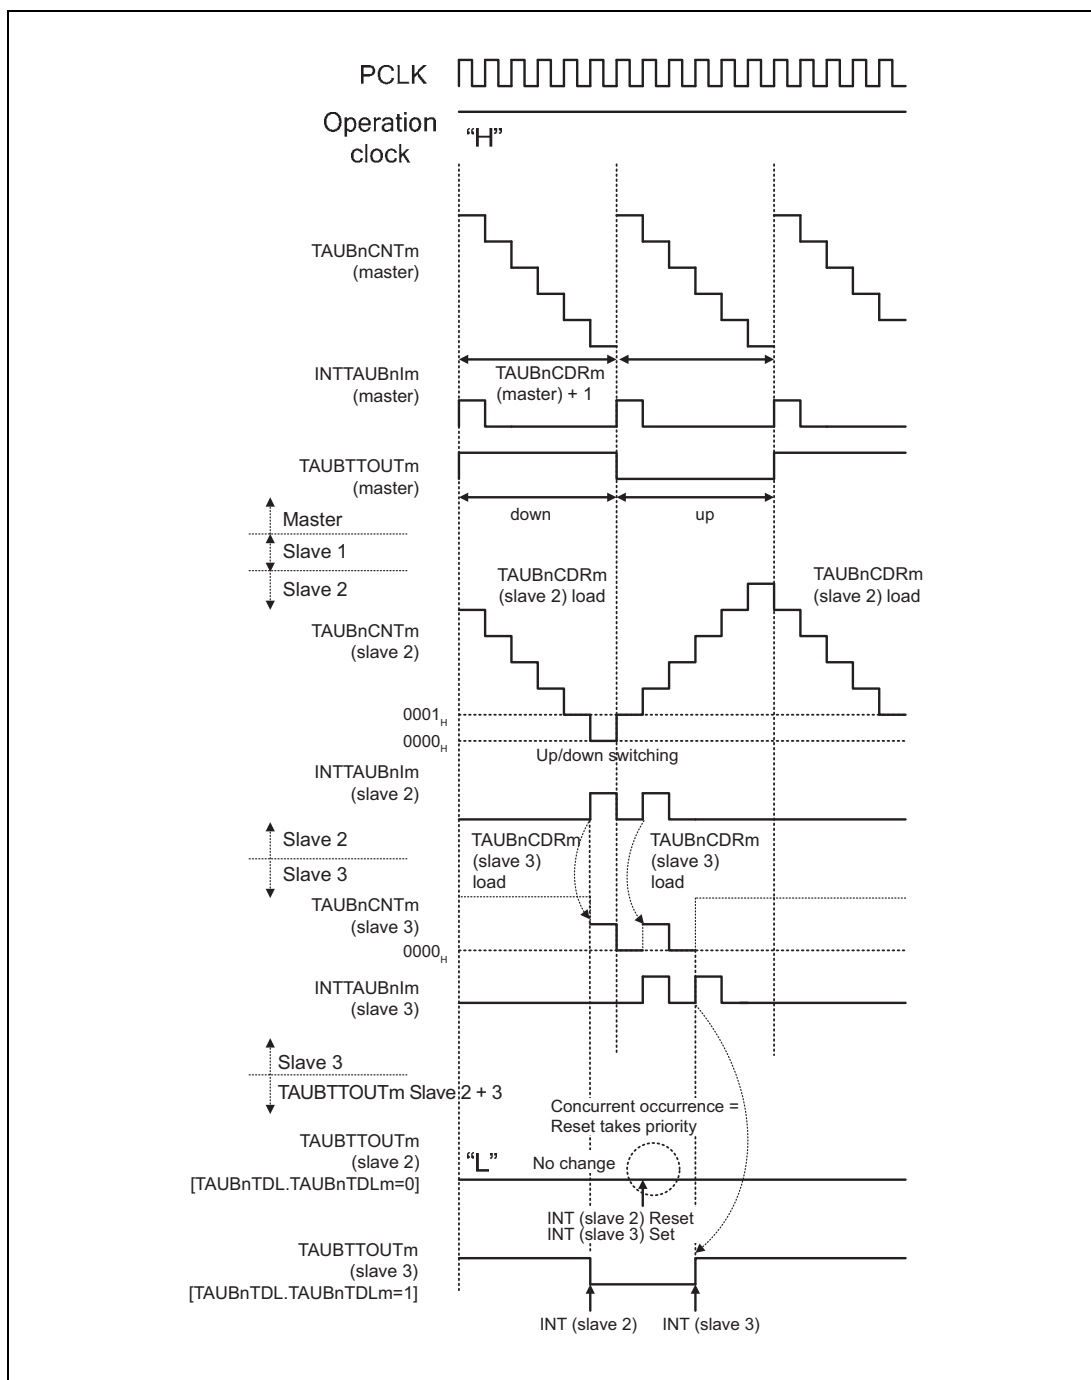 PCLK
Operation
clock
“H”
TAUBnCNTm
(master)
INTTAUBnIm
(master)
TAUBnCDRm
(master) + 1
TAUBTTOUTm
(master)
down
up
Master
Slave 1
Slave 2
TAUBnCDRm
(slave 2) load
TAUBnCDRm
(slave 2) load
TAUBnCNTm
(slave 2)
0001H
0000H
Up/down switching
INTTAUBnIm
(slave 2)
Slave 2
Slave 3
TAUBnCDRm
(slave 3)
load
TAUBnCDRm
(slave 3)
load
TAUBnCNTm
(slave 3)
0000H
INTTAUBnIm
(slave 3)
Slave 3
TAUBTTOUTm Slave 2 + 3
Concurrent occurrence =
Reset takes priority
TAUBTTOUTm
(slave 2)
[TAUBnTDL.TAUBnTDLm=0]
“L”
No change
INT (slave 2) Reset
INT (slave 3) Set
TAUBTTOUTm
(slave 3)
[TAUBnTDL.TAUBnTDLm=1]
INT (slave 2)
INT (slave 3)